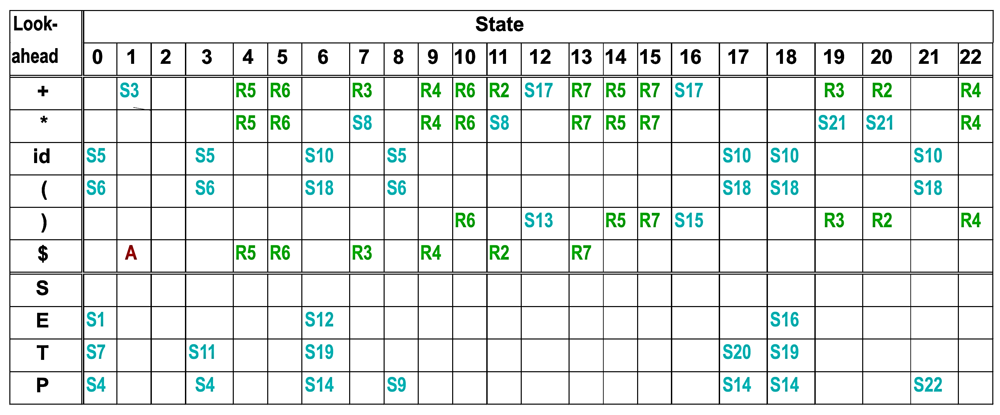 Look-
ahead
State
0 1 2 3 4 5 6 7 8 9 10 11 12 13 14 15 16 17 18 19 20 21 22
+ S3 R5 R6 R3 R4 R6 R2 S17 R7 R5 R7 S17 R3 R2 R4
* R5 R6 S8 R4 R6 S8 R7 R5 R7 S21 S21 R4
id S5 S5 S10 S5 S10 S10 S10
( S6 S6 S18 S6 S18 S18 S18
) R6 S13 R5 R7 S15 R3 R2 R4
$ A R5 R6 R3 R4 R2 R7
S
E S1 S12 S16
T S7 S11 S19 S20 S19
P S4 S4 S14 S9 S14 S14 S22